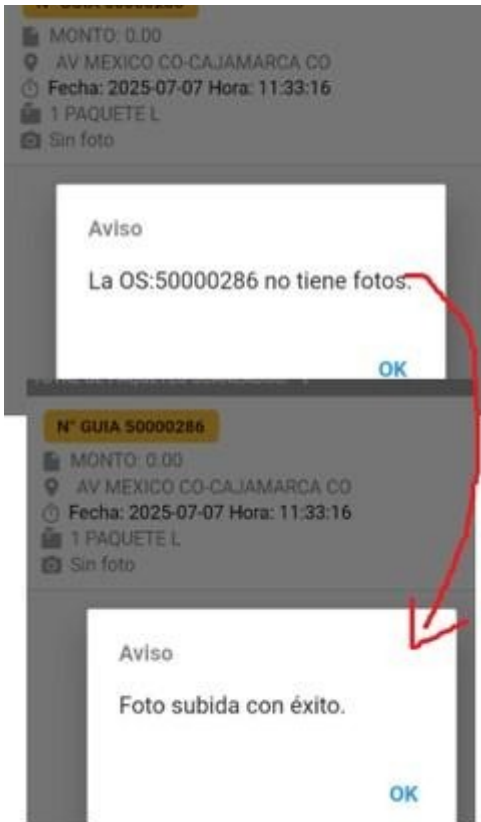 N° GUIA 50000286
MONTO: 0.00
AV MEXICO CO-CAJAMARCA CO
Fecha: 2025-07-07 Hora: 11:33:16
1 PAQUETE L
Sin foto
Aviso
La OS:50000286 no tiene fotos.
OK
N° GUIA 50000286
MONTO: 0.00
AV MEXICO CO-CAJAMARCA CO
Fecha: 2025-07-07 Hora: 11:33:16
1 PAQUETE L
Sin foto
Aviso
Foto subida con éxito.
OK